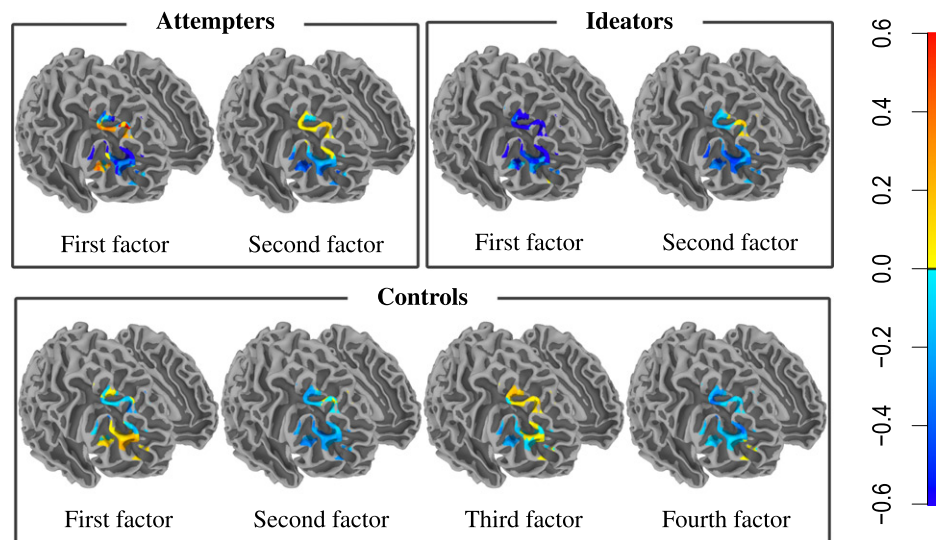 Attempters
Ideators
First factor
Second factor
First factor
Second factor
Controls
First factor
Second factor
Third factor
Fourth factor
0.6
0.4
0.2
0.0
−0.2
−0.4
−0.6